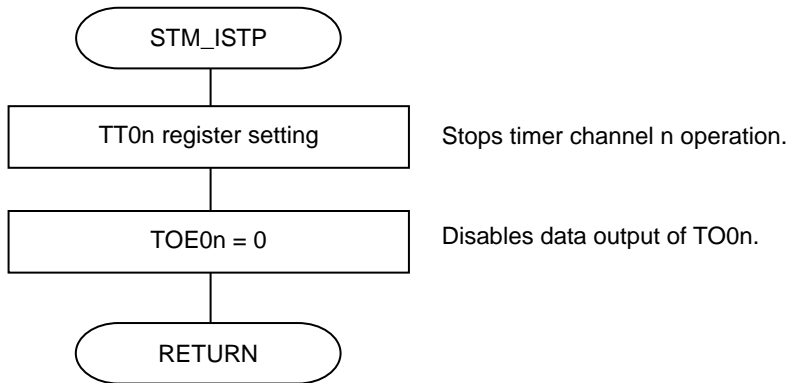 STM_ISTP
TT0n register setting
Stops timer channel n operation.
TOE0n = 0
Disables data output of TO0n.
RETURN